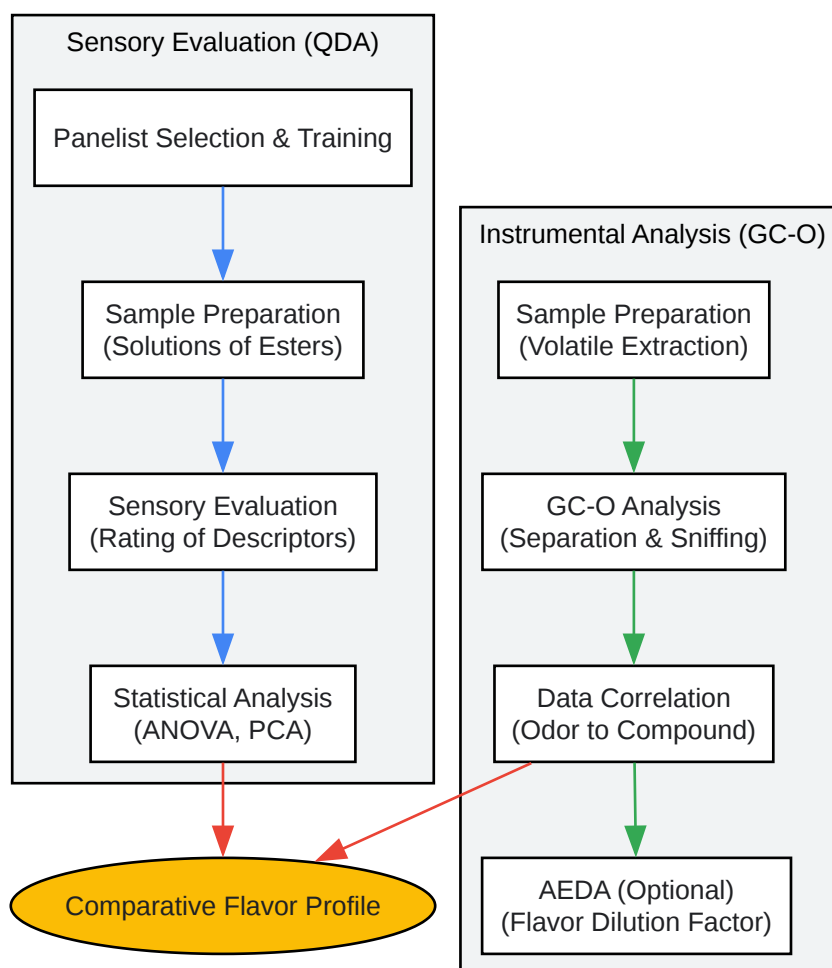 Sensory Evaluation (QDA)
Panelist Selection & Training
Sample Preparation
(Solutions of Esters)
Sensory Evaluation
(Rating of Descriptors)
Statistical Analysis
(ANOVA, PCA)
Instrumental Analysis (GC-O)
Sample Preparation
(Volatile Extraction)
GC-O Analysis
(Separation & Sniffing)
Data Correlation
(Odor to Compound)
AEDA (Optional)
(Flavor Dilution Factor)
Comparative Flavor Profile